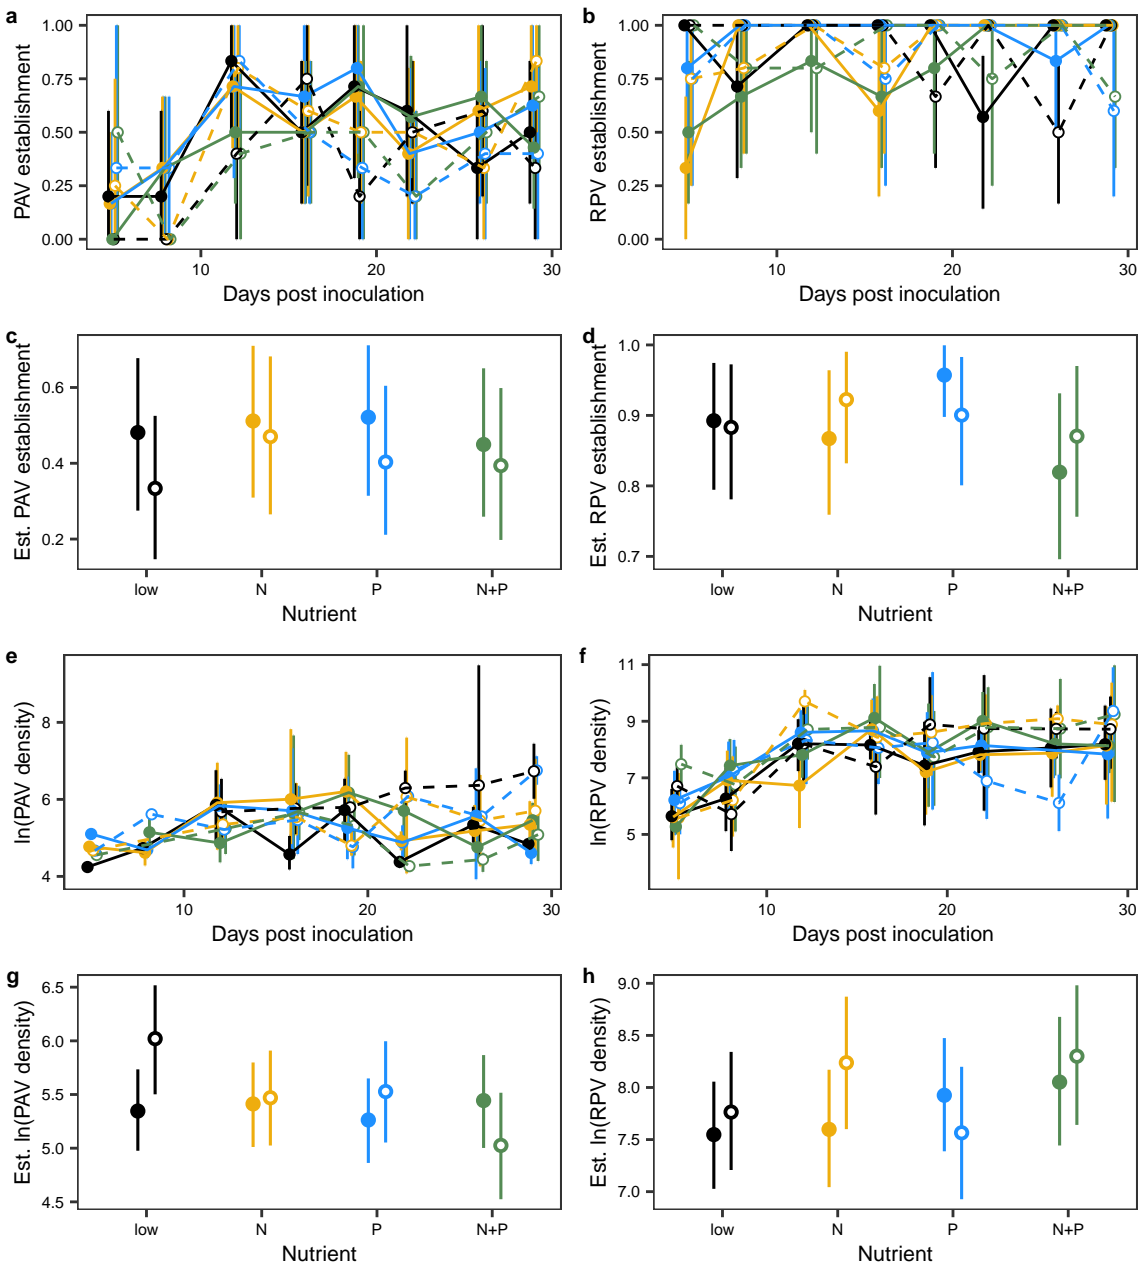 a
PAV establishment
1.00
0.75
0.50
0.25
0.00
10
20
30
Days post inoculation
b
RPV establishment
1.00
0.75
0.50
0.25
0.00
10
20
30
Days post inoculation
c
Est. PAV establishment
0.6
0.4
0.2
low
N
P
N+P
Nutrient
d
Est. RPV establishment
1.0
0.9
0.8
0.7
low
N
P
N+P
Nutrient
e
ln(PAV density)
8
6
4
10
20
30
Days post inoculation
f
ln(RPV density)
11
9
7
5
10
20
30
Days post inoculation
g
Est. ln(PAV density)
6.5
6.0
5.5
5.0
4.5
low
N
P
N+P
Nutrient
h
Est. ln(RPV density)
9.0
8.5
8.0
7.5
7.0
low
N
P
N+P
Nutrient